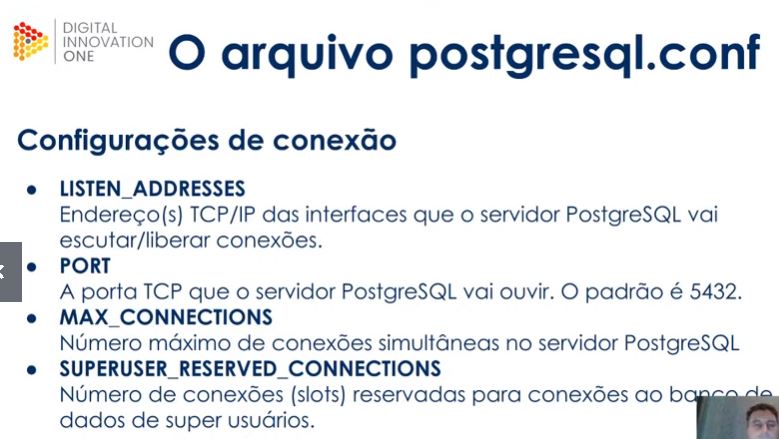 DIGITAL
INNOVATION
ONE
O arquivo postgresql.conf
Configurações de conexão
● LISTEN_ADDRESSES
Endereço(s) TCP/IP das interfaces que o servidor PostgreSQL vai
escutar/liberar conexões.
● PORT
A porta TCP que o servidor PostgreSQL vai ouvir. O padrão é 5432.
● MAX_CONNECTIONS
Número máximo de conexões simultâneas no servidor PostgreSQL
● SUPERUSER_RESERVED_CONNECTIONS
Número de conexões (slots) reservadas para conexões ao banco de
dados de super usuários.